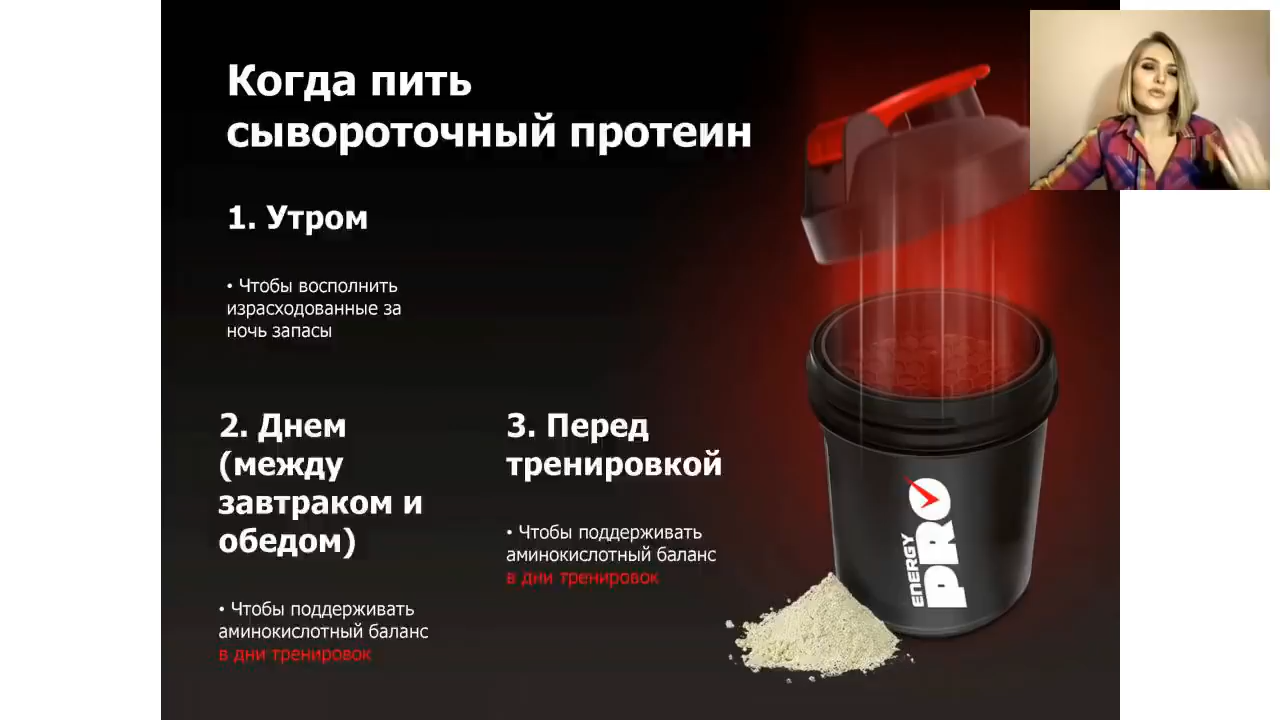 Когда пить
сывороточный протеин
1. Утром
• Чтобы восполнить
израсходованные за
ночь запасы
2. Днем
(между
завтраком и
обедом)
• Чтобы поддерживать
аминокислотный баланс
в дни тренировок
3. Перед
тренировкой
• Чтобы поддерживать
аминокислотный баланс
в дни тренировок
ENERGY
PRO